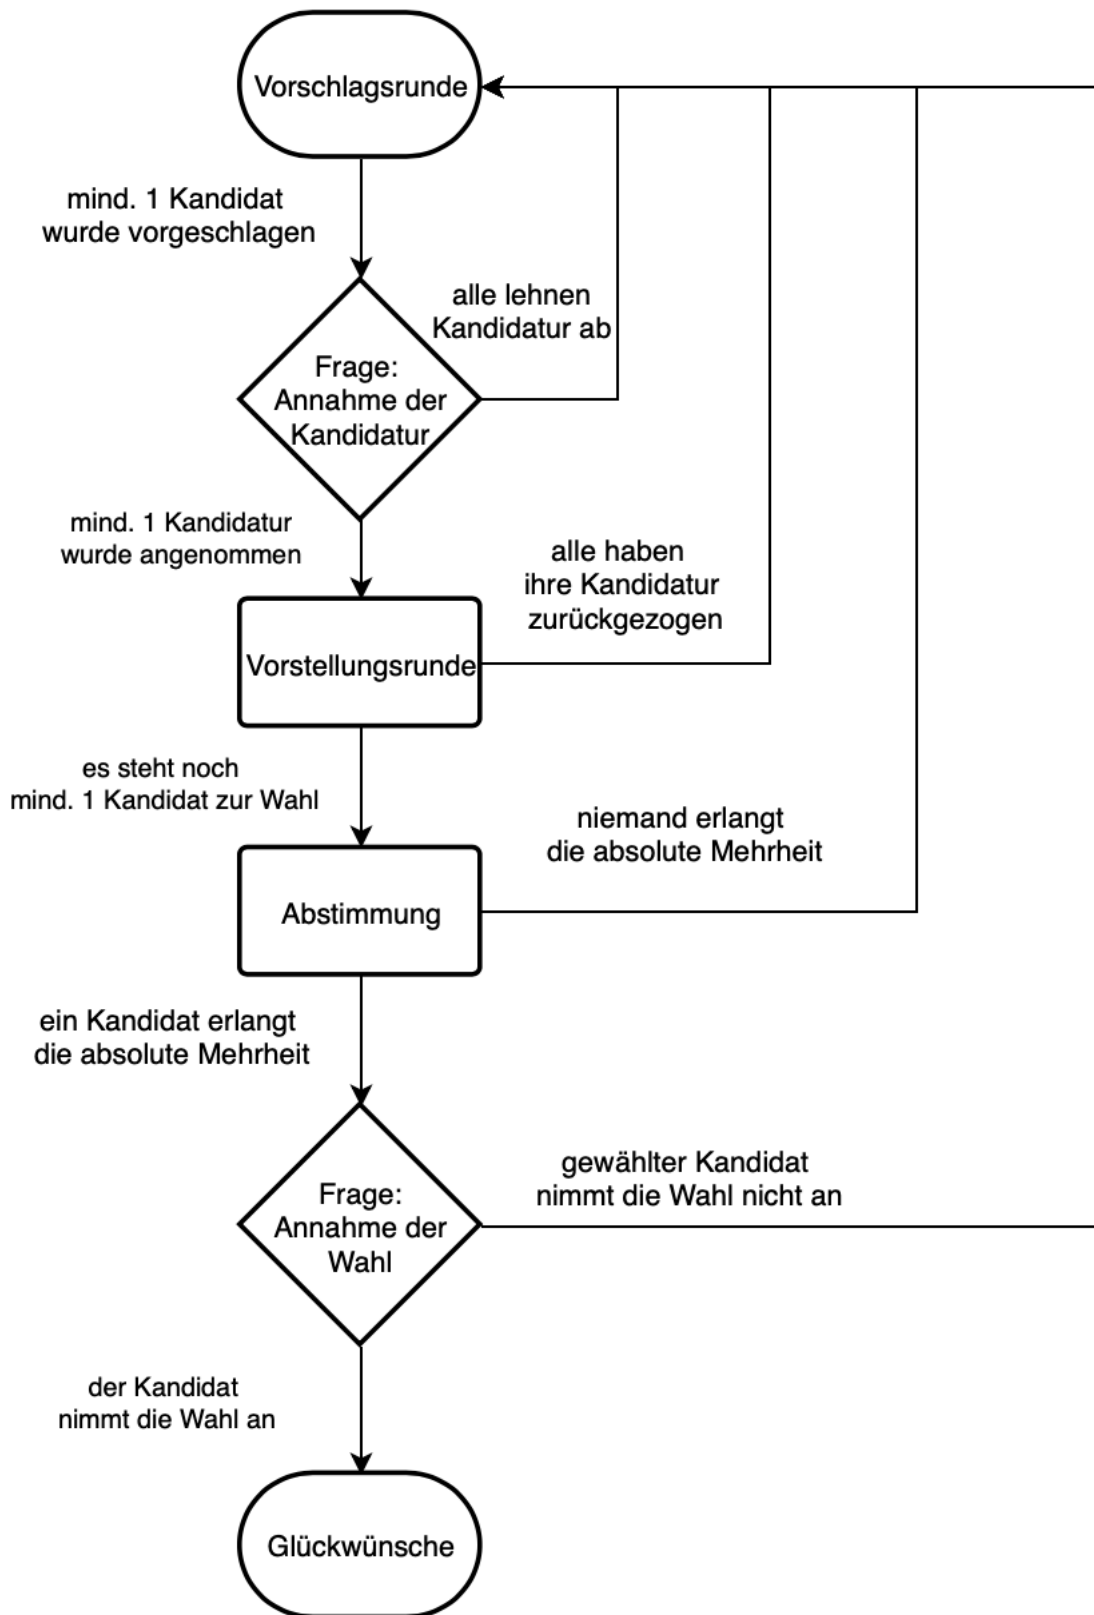 Vorschlagsrunde
mind. 1 Kandidat
wurde vorgeschlagen
alle lehnen
Kandidatur ab
Frage:
Annahme der
Kandidatur
mind. 1 Kandidatur
wurde angenommen
alle haben
ihre Kandidatur
zurückgezogen
Vorstellungsrunde
es steht noch
mind. 1 Kandidat zur Wahl
niemand erlangt
die absolute Mehrheit
Abstimmung
ein Kandidat erlangt
die absolute Mehrheit
gewählter Kandidat
nimmt die Wahl nicht an
Frage:
Annahme der
Wahl
der Kandidat
nimmt die Wahl an
Glückwünsche